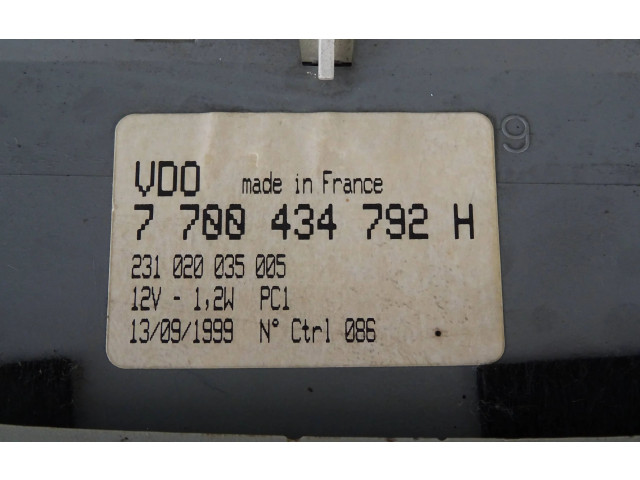 VDO made in France
7 700 434 792 H
231 020 035 005
12V - 1,2W PC1
13/09/1999 N° Ctrl 086
9